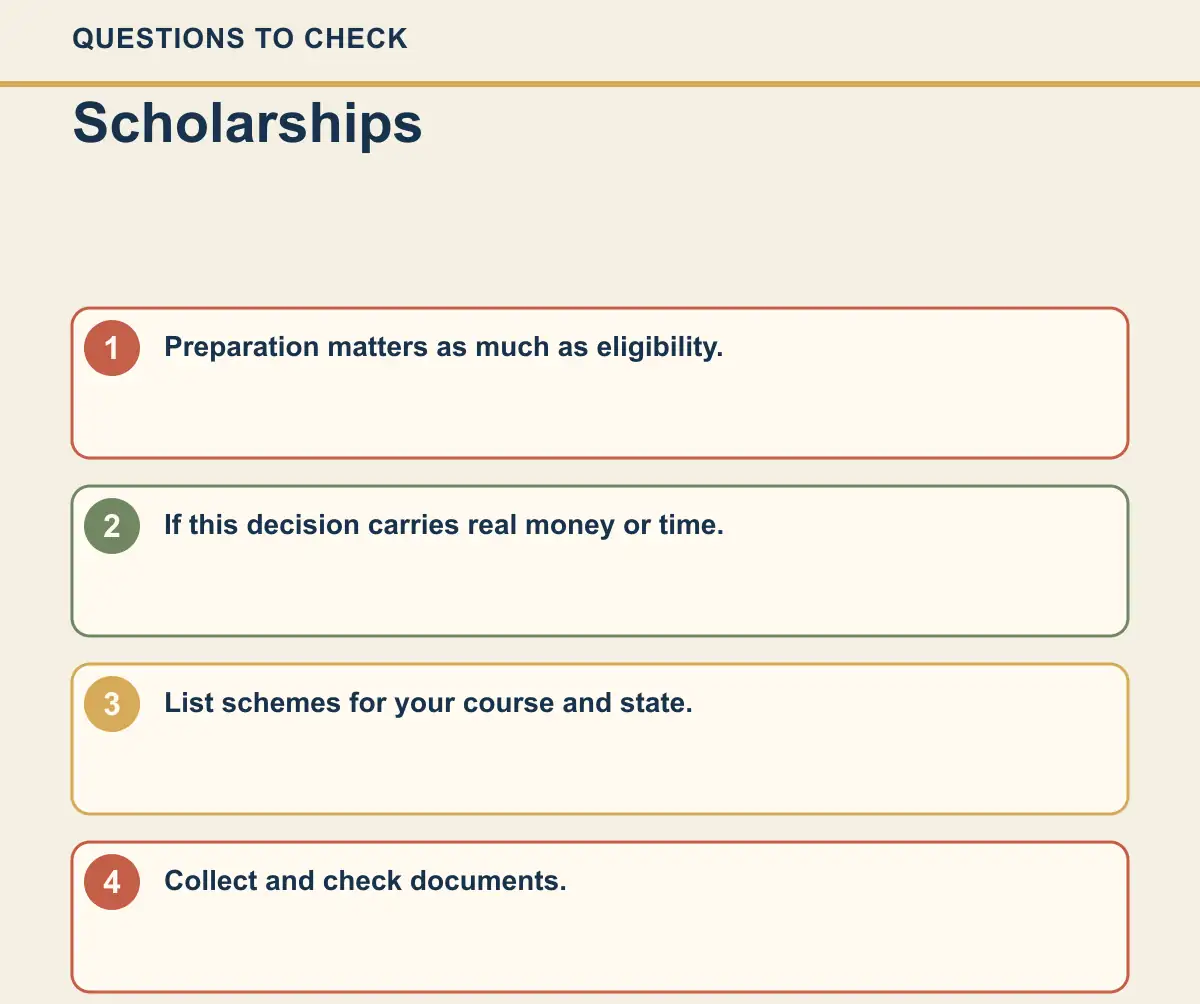 QUESTIONS TO CHECK
Scholarships
1 Preparation matters as much as eligibility.
2 If this decision carries real money or time.
3 List schemes for your course and state.
4 Collect and check documents.